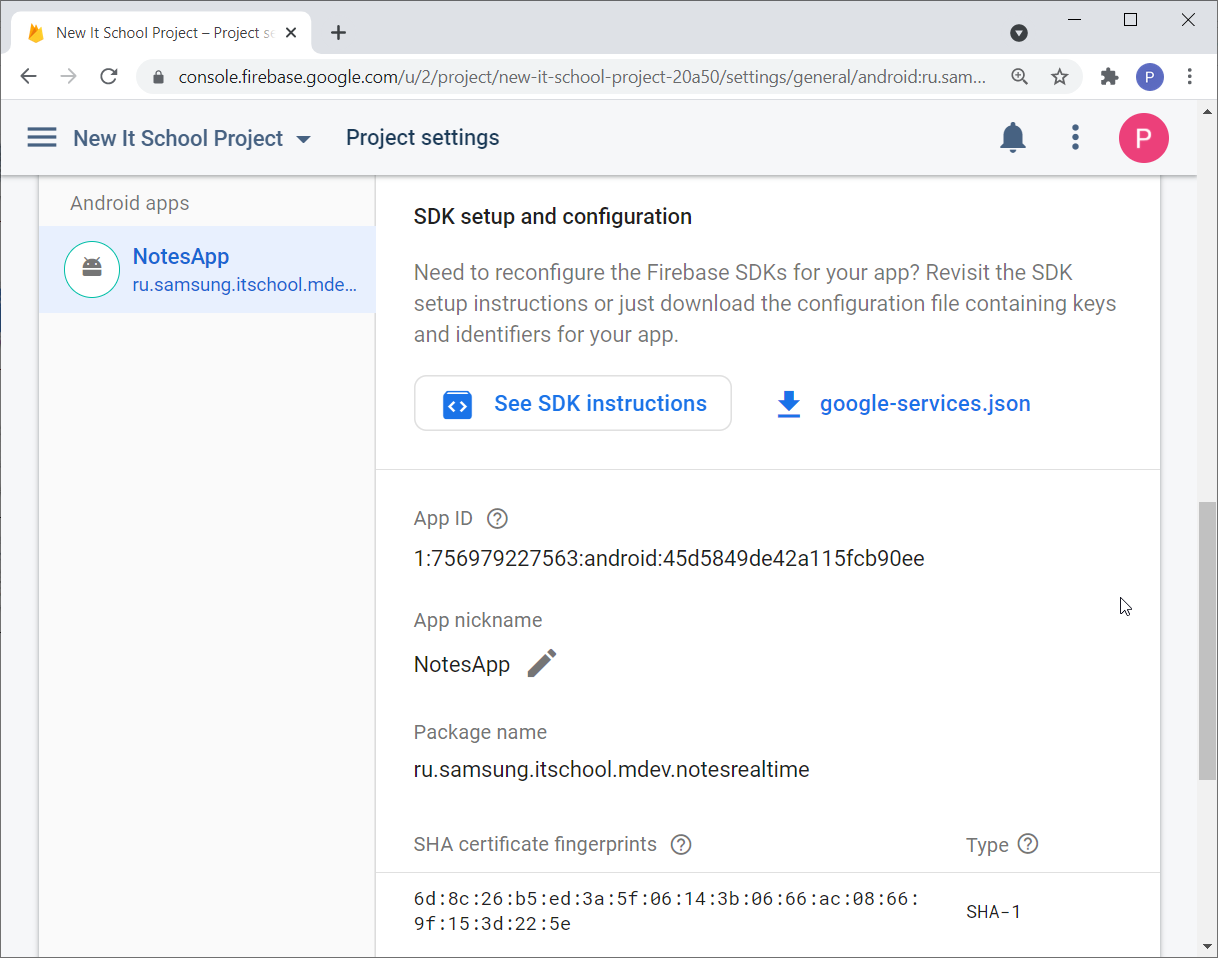 New It School Project – Project se
console.firebase.google.com/u/2/project/new-it-school-project-20a50/settings/general/android:ru.sam...
P
New It School Project
Project settings
P
Android apps
NotesApp
ru.samsung.itschool.mde...
SDK setup and configuration
Need to reconfigure the Firebase SDKs for your app? Revisit the SDK
setup instructions or just download the configuration file containing keys
and identifiers for your app.
See SDK instructions
google-services.json
App ID
1:756979227563:android:45d5849de42a115fcb90ee
App nickname
NotesApp
Package name
ru.samsung.itschool.mdev.notesrealtime
SHA certificate fingerprints
Type
6d:8c:26:b5:ed:3a:5f:06:14:3b:06:66:ac:08:66:
9f:15:3d:22:5e
SHA-1